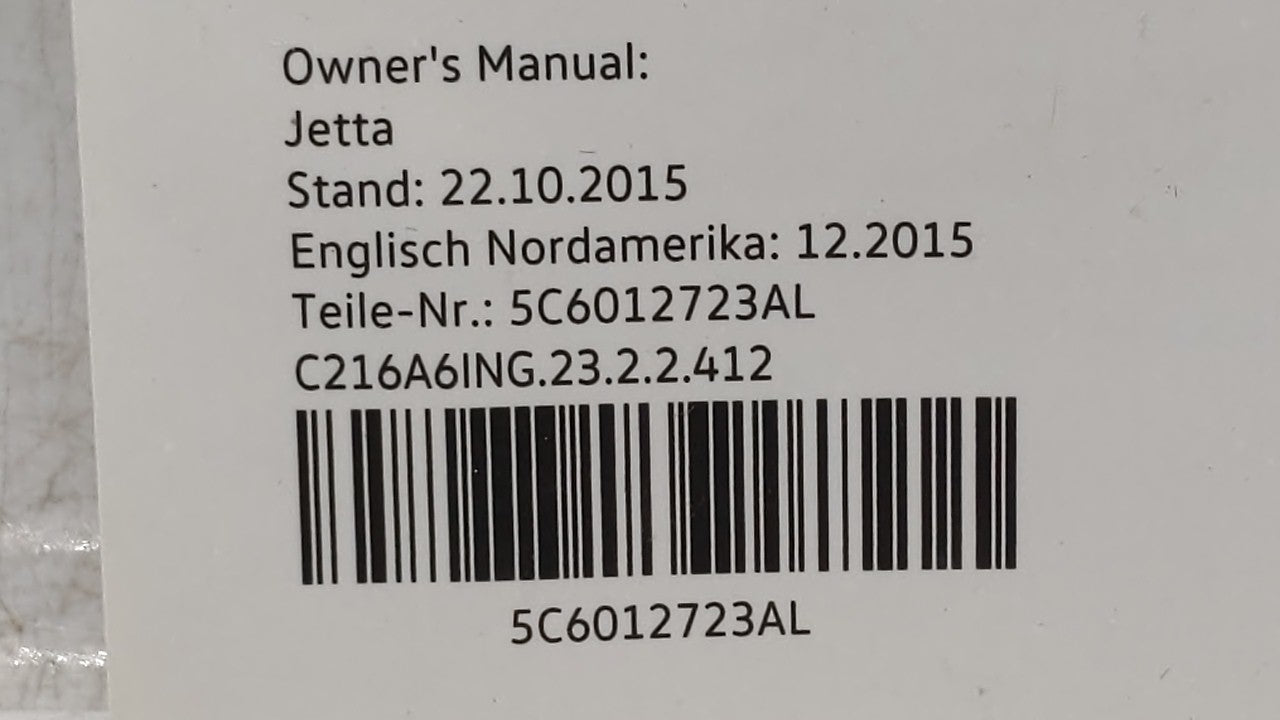 Owner's Manual:
Jetta
Stand: 22.10.2015
Englisch Nordamerika: 12.2015
Teile-Nr.: 5C6012723AL
C216A6ING.23.2.2.412
5C6012723AL